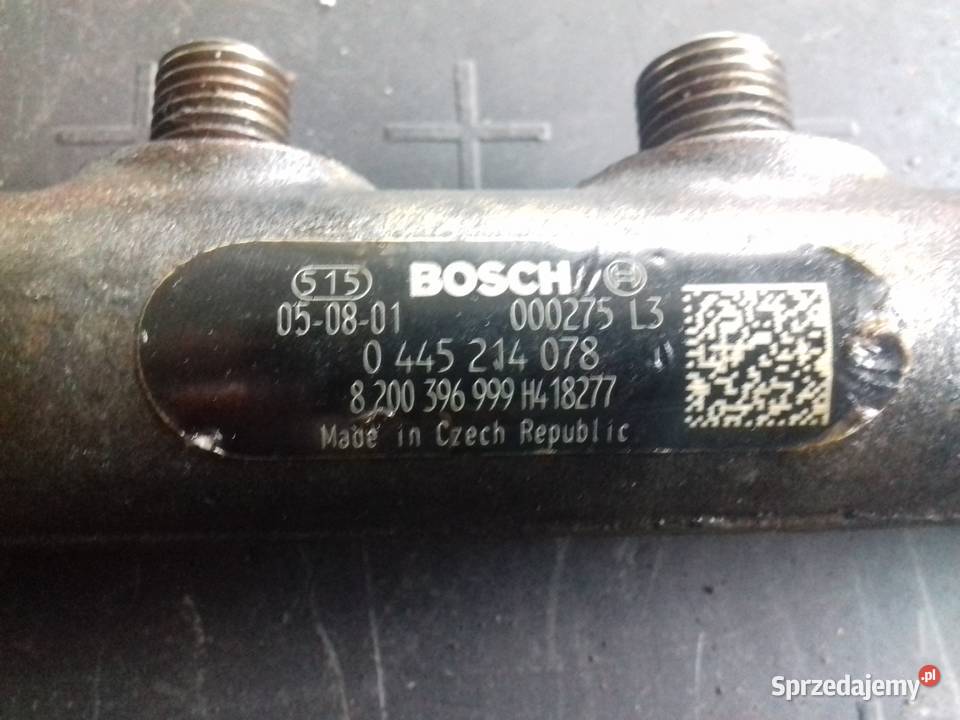 515 BOSCH
05-08-01 000275 L3
0 445 214 078
8 200 396 999 H418277
Made in Czech Republic
Sprzedajemy.pl